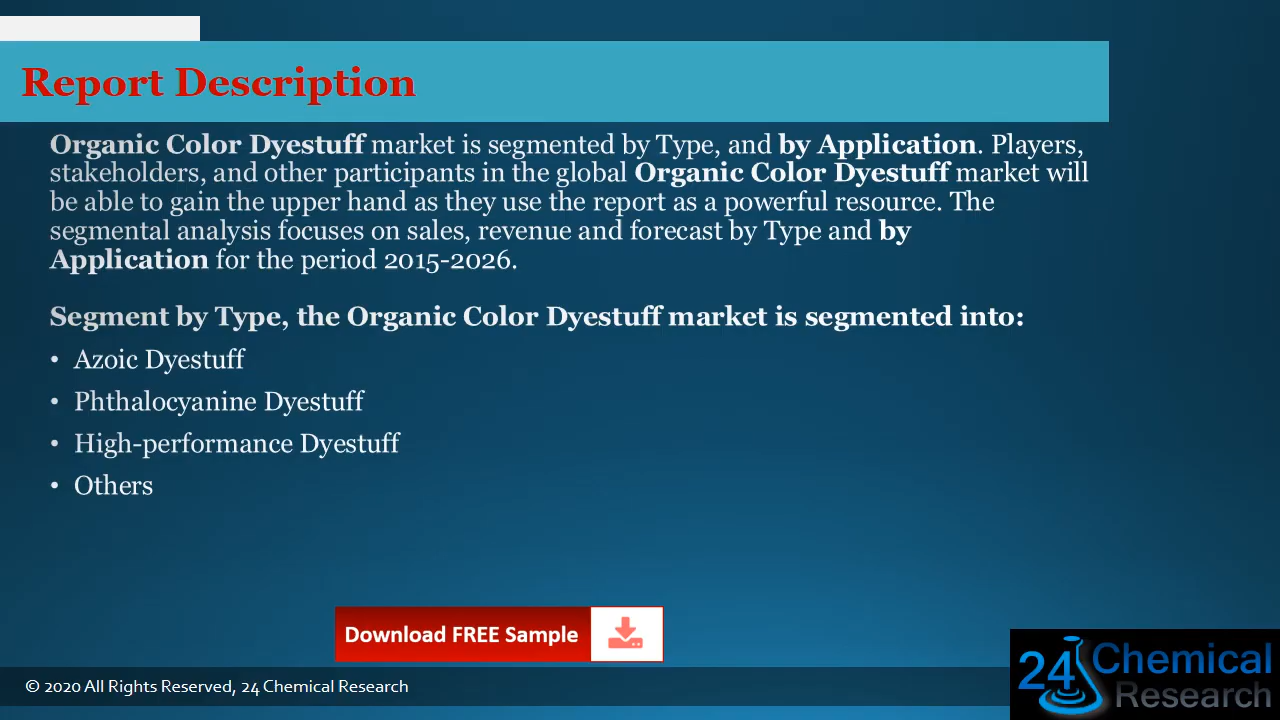 Report Description
Organic Color Dyestuff market is segmented by Type, and by Application. Players,
stakeholders, and other participants in the global Organic Color Dyestuff market will
be able to gain the upper hand as they use the report as a powerful resource. The
segmental analysis focuses on sales, revenue and forecast by Type and by
Application for the period 2015-2026.
Segment by Type, the Organic Color Dyestuff market is segmented into:
• Azoic Dyestuff
• Phthalocyanine Dyestuff
• High-performance Dyestuff
• Others
Download FREE Sample
© 2020 All Rights Reserved, 24 Chemical Research
24 Chemical
Research